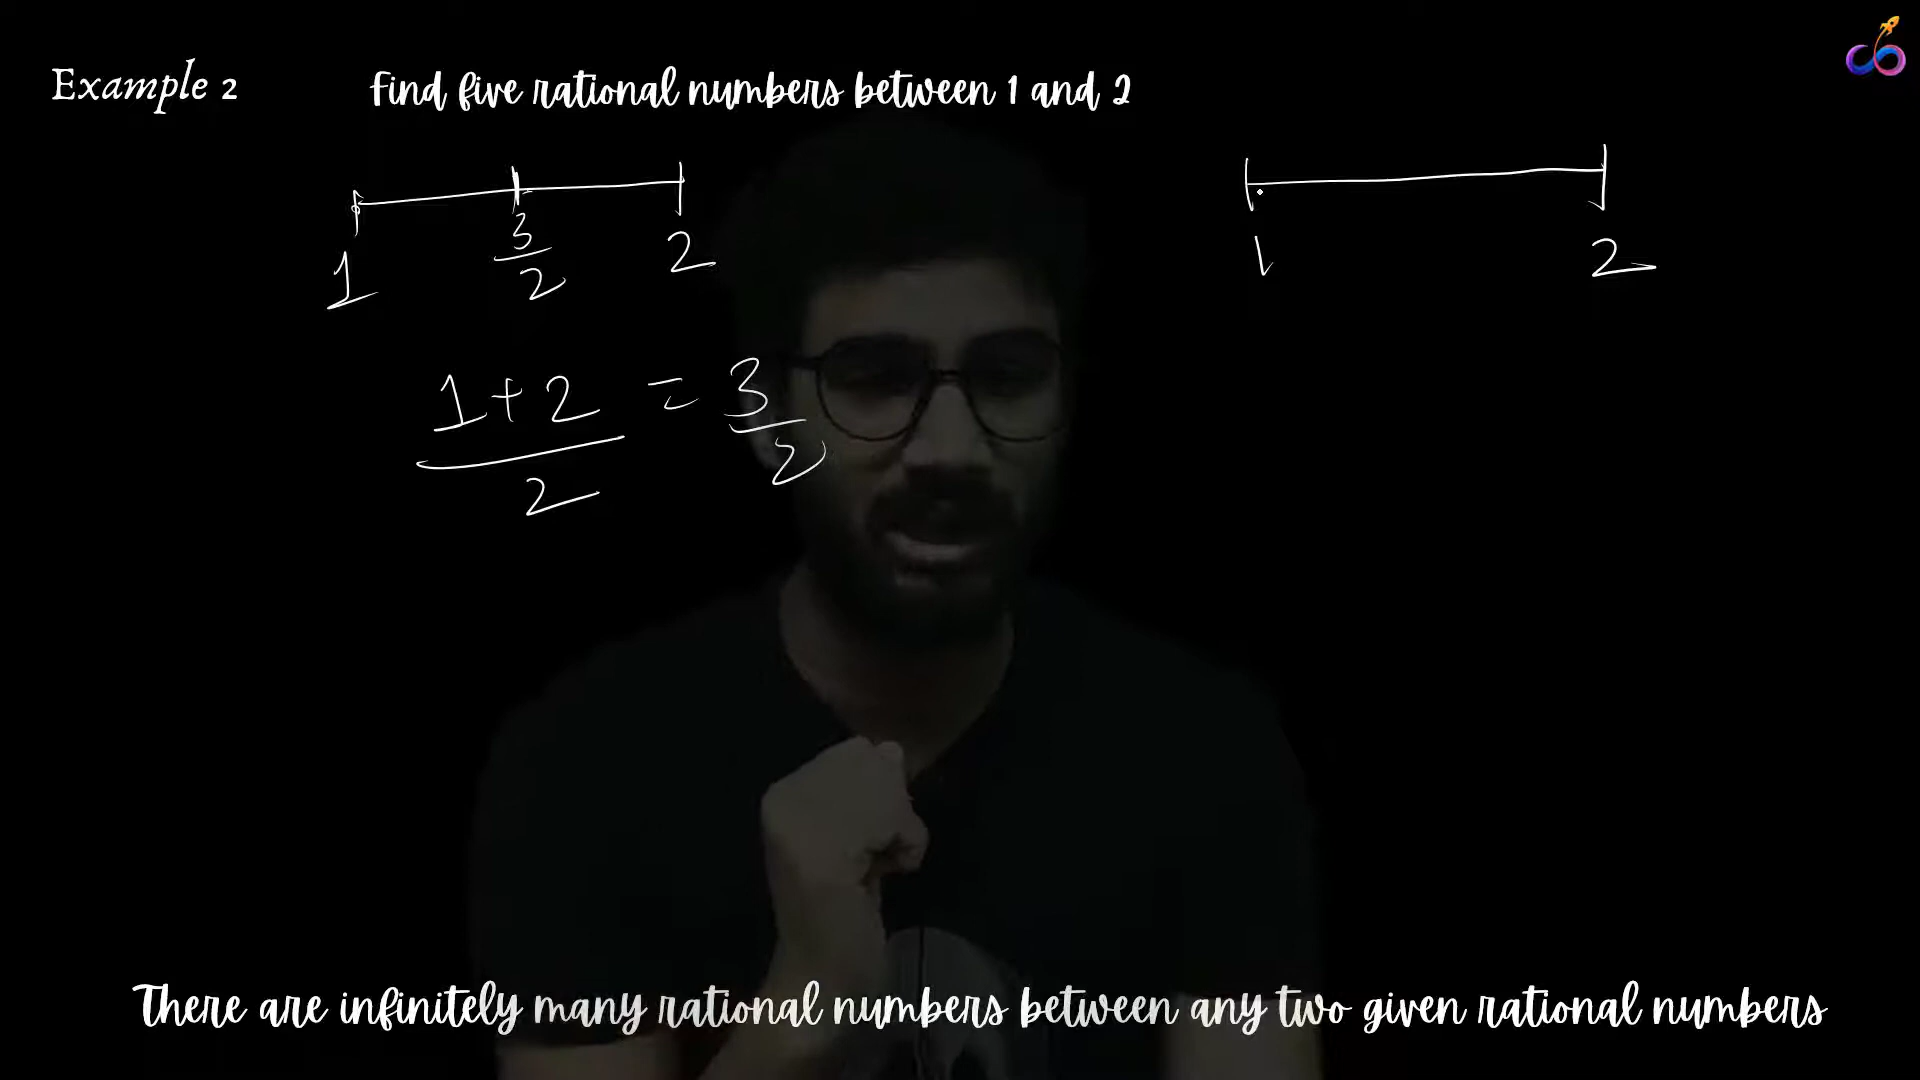 Example 2 Find five rational numbers between 1 and 2
1 3/2 2
1 2
1+2/2 = 3/2
There are infinitely many rational numbers between any two given rational numbers